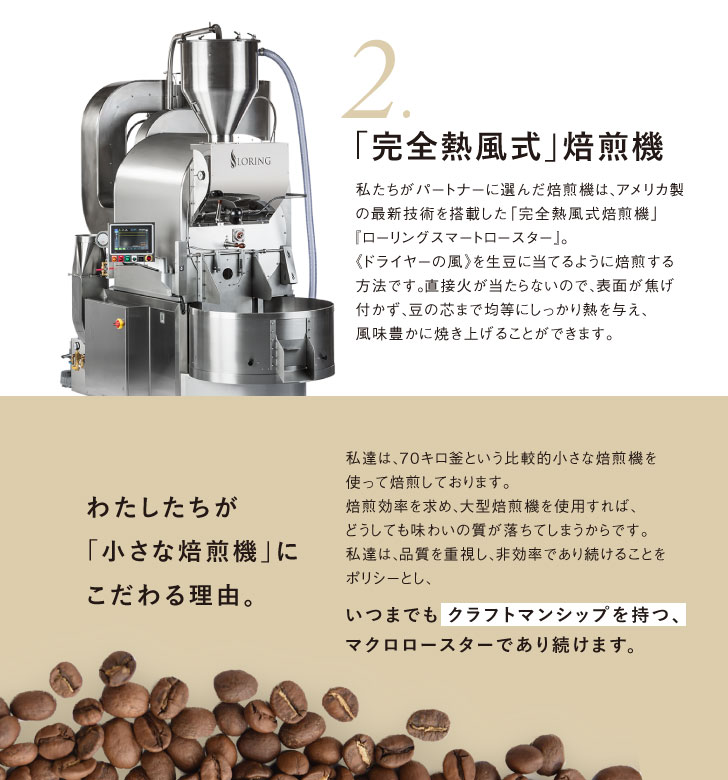 LORING
2.
「完全熱風式」焙煎機
私たちがパートナーに選んだ焙煎機は、アメリカ製
の最新技術を搭載した「完全熱風式焙煎機」
『ローリングスマートロースター』。
《ドライヤーの風》を生豆に当てるように焙煎する
方法です。直接火が当たらないので、表面が焦げ
付かず、豆の芯まで均等にしっかり熱を与え、
風味豊かに焼き上げることができます。
わたしたちが
「小さな焙煎機」に
こだわる理由。
私達は、70キロ釜という比較的小さな焙煎機を
使って焙煎しております。
焙煎効率を求め、大型焙煎機を使用すれば、
どうしても味わいの質が落ちてしまうからです。
私達は、品質を重視し、非効率であり続けることを
ポリシーとし、
いつまでも クラフトマンシップを持つ、
マクロロースターであり続けます。